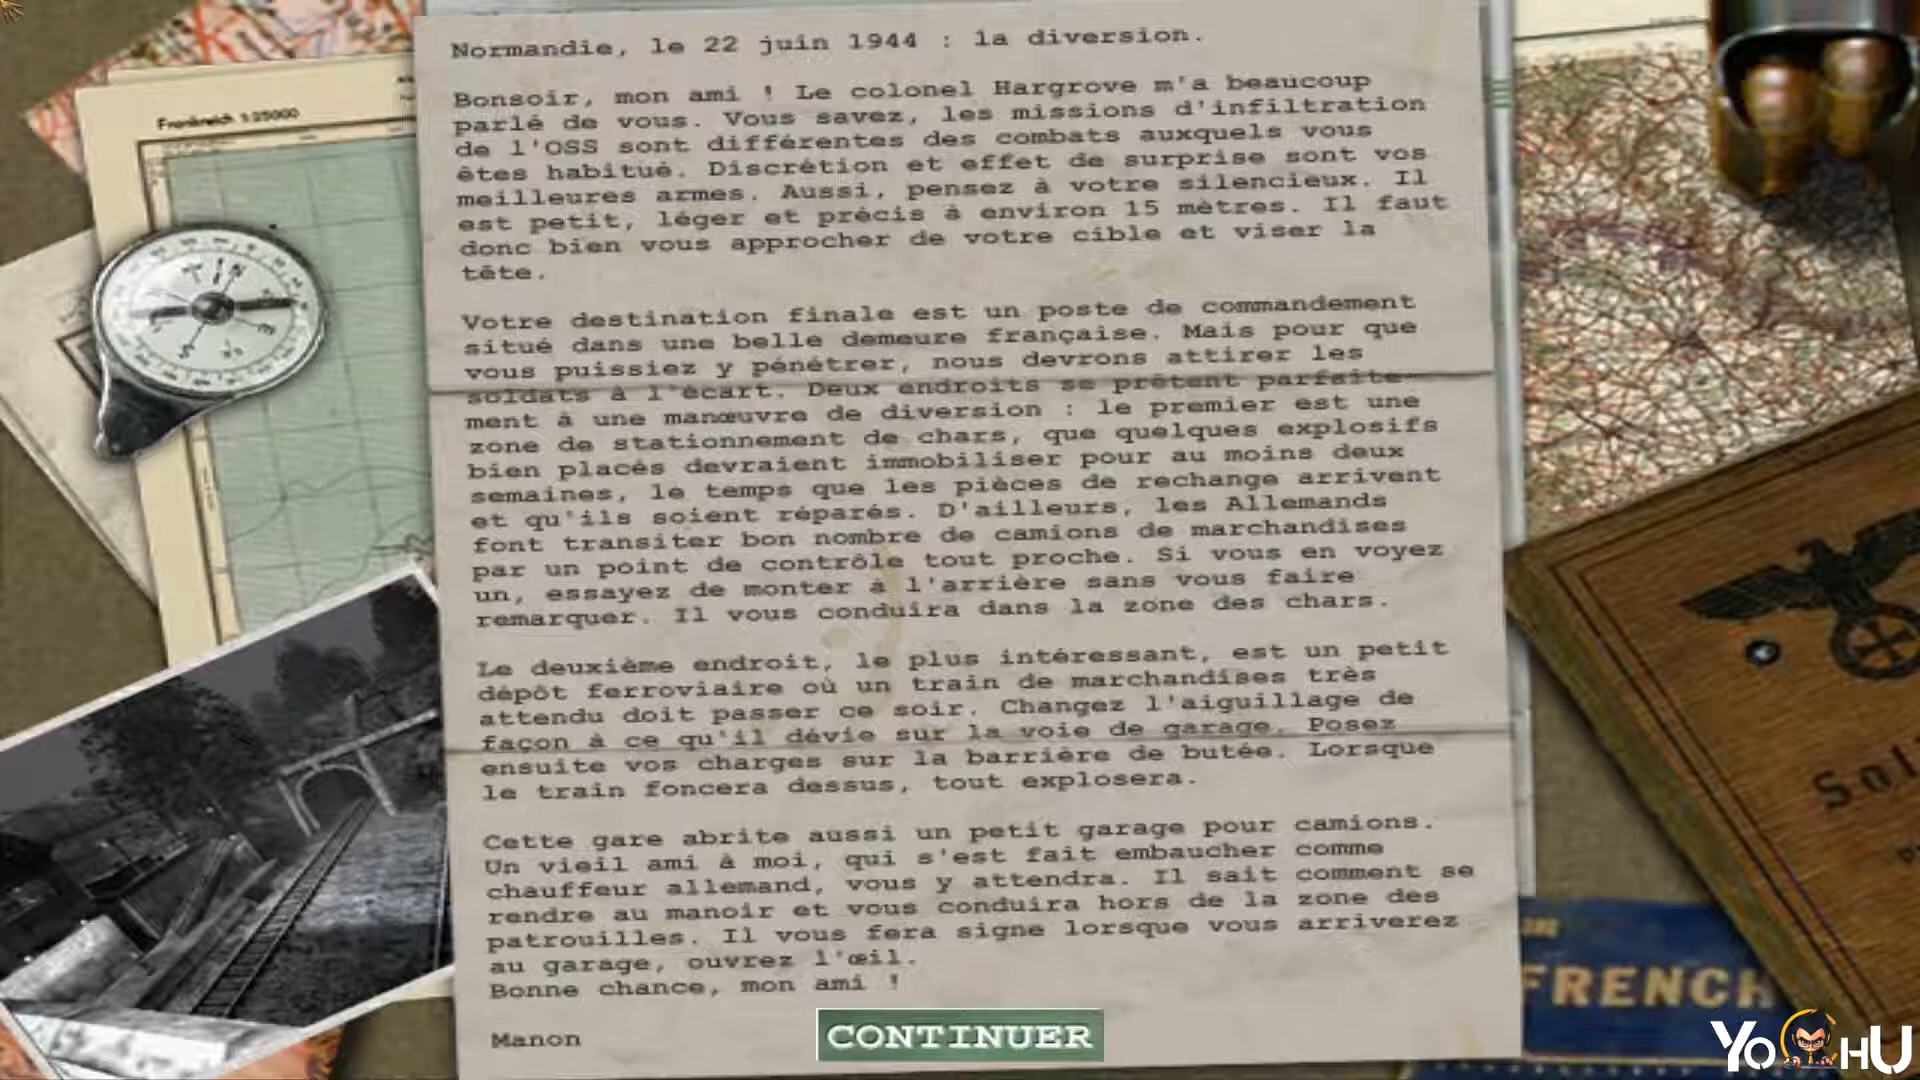 Normandie, le 22 juin 1944 : la diversion.
Bonsoir, mon ami ! Le colonel Hargrove m'a beaucoup
parlé de vous. Vous savez, les missions d'infiltration
de l'OSS sont différentes des combats auxquels vous
êtes habitué. Discrétion et effet de surprise sont vos
meilleures armes. Aussi, pensez à votre silencieux. Il
est petit, léger et précis à environ 15 mètres. Il faut
donc bien vous approcher de votre cible et viser la
tête.
Votre destination finale est un poste de commandement
situé dans une belle demeure française. Mais pour que
vous puissiez y pénétrer, nous devrons attirer les
soldats à l'écart. Deux endroits se prêtent parfaite-
ment à une manœuvre de diversion : le premier est une
zone de stationnement de chars, que quelques explosifs
bien placés devraient immobiliser pour au moins deux
semaines, le temps que les pièces de rechange arrivent
et qu'ils soient réparés. D'ailleurs, les Allemands
font transiter bon nombre de camions de marchandises
par un point de contrôle tout proche. Si vous en voyez
un, essayez de monter à l'arrière sans vous faire
remarquer. Il vous conduira dans la zone des chars.
Le deuxième endroit, le plus intéressant, est un petit
dépôt ferroviaire où un train de marchandises très
attendu doit passer ce soir. Changez l'aiguillage de
façon à ce qu'il dévie sur la voie de garage. Posez
ensuite vos charges sur la barrière de butée. Lorsque
le train foncera dessus, tout explosera.
Cette gare abrite aussi un petit garage pour camions.
Un vieil ami à moi, qui s'est fait embaucher comme
chauffeur allemand, vous y attendra. Il sait comment se
rendre au manoir et vous conduira hors de la zone des
patrouilles. Il vous fera signe lorsque vous arriverez
au garage, ouvrez l'œil.
Bonne chance, mon ami !
Manon
CONTINUER
Frankreich 1:25000
N
E
S
FRENCH
YO HU